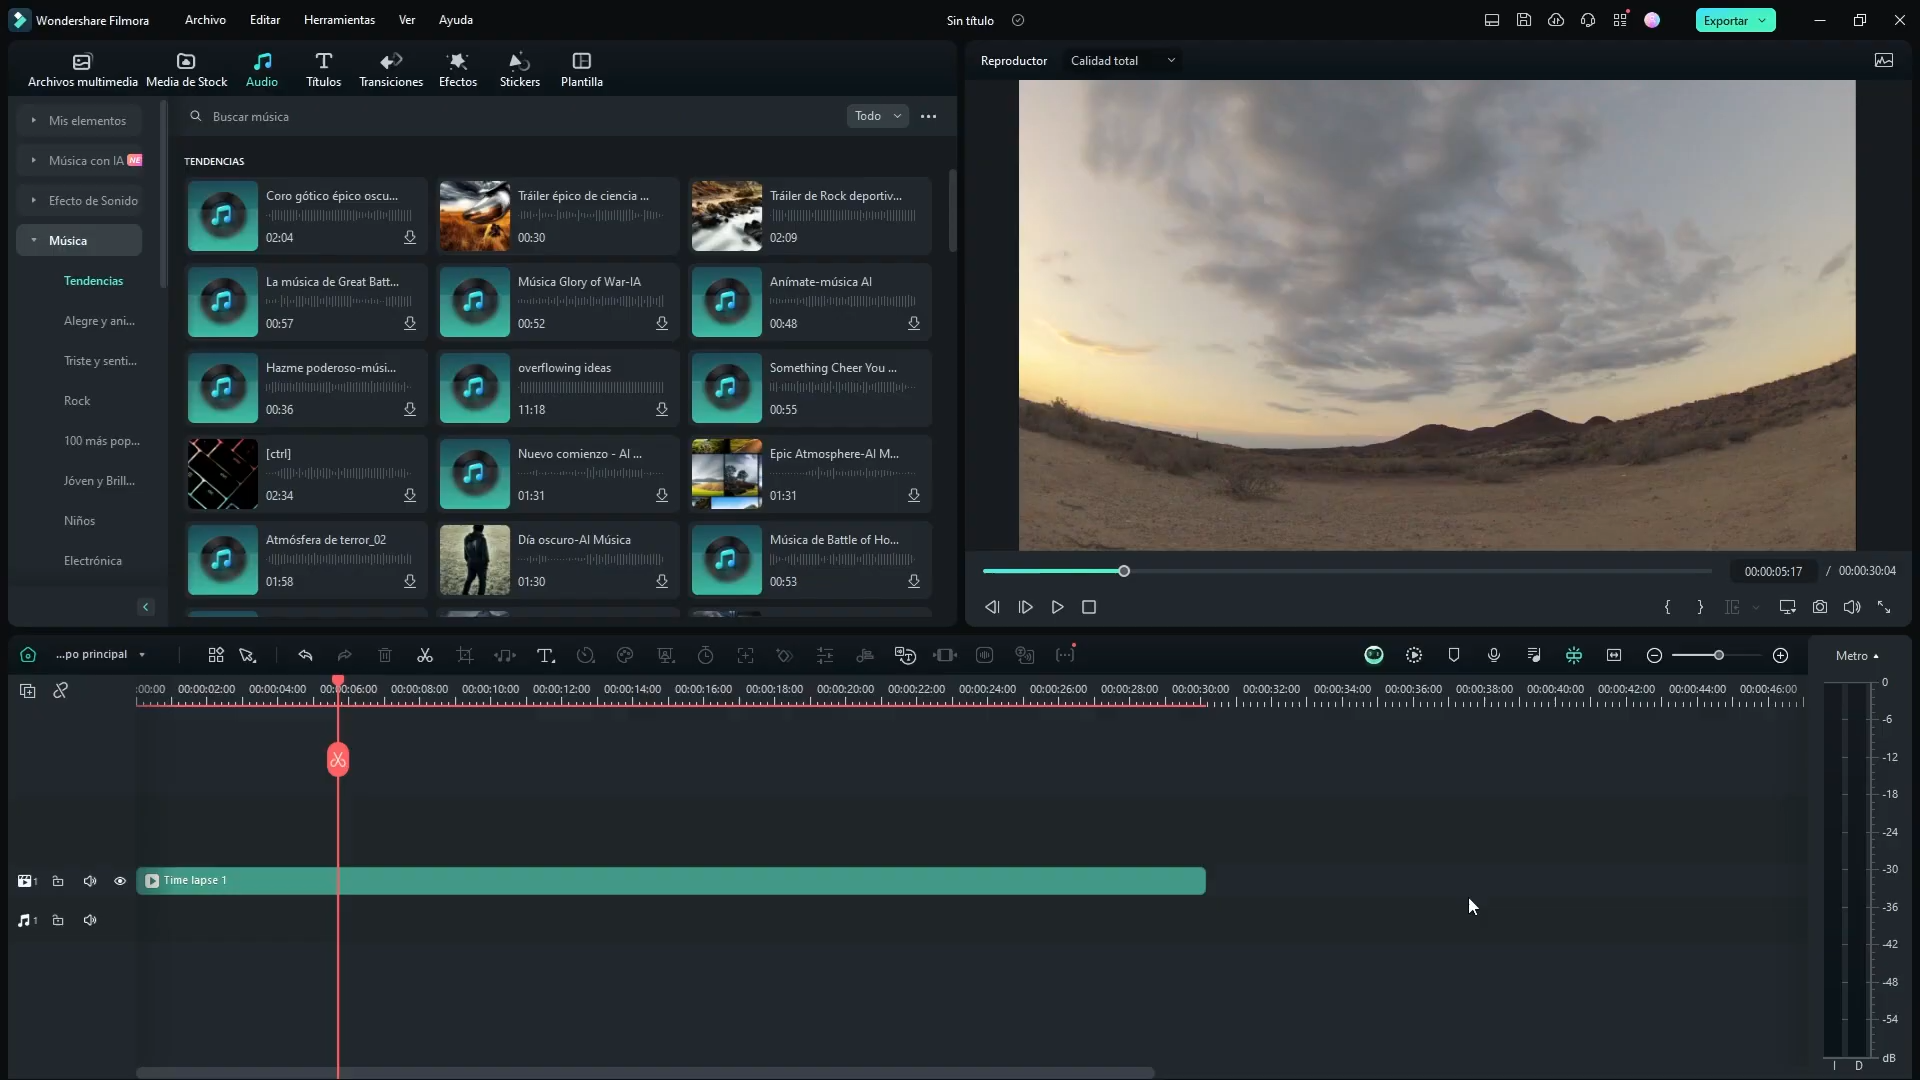 Wondershare Filmora
Archivo
Editar
Herramientas
Ver
Ayuda
Sin título
Exportar
Archivos multimedia
Media de Stock
Audio
Títulos
Transiciones
Efectos
Stickers
Plantilla
Reproductor
Calidad total
Mis elementos
Música con IA
NE
Efecto de Sonido
Música
Tendencias
Alegre y ani...
Triste y senti...
Rock
100 más pop...
Jóven y Brill...
Niños
Electrónica
Buscar música
Todo
TENDENCIAS
Coro gótico épico oscu...
02:04
Tráiler épico de ciencia ...
00:30
Tráiler de Rock deportiv...
02:09
La música de Great Batt...
00:57
Música Glory of War-IA
00:52
Anímate-música AI
00:48
Hazme poderoso-músi...
00:36
overflowing ideas
11:18
Something Cheer You ...
00:55
[ctrl]
02:34
Nuevo comienzo - AI ...
01:31
Epic Atmosphere-AI M...
01:31
Atmósfera de terror_02
01:58
Día oscuro-AI Música
01:30
Música de Battle of Ho...
00:53
00:00:05:17 / 00:00:30:04
...po principal
Metro
:00:00 00:00:02:00 00:00:04:00 00:00:06:00 00:00:08:00 00:00:10:00 00:00:12:00 00:00:14:00 00:00:16:00 00:00:18:00 00:00:20:00 00:00:22:00 00:00:24:00 00:00:26:00 00:00:28:00 00:00:30:00 00:00:32:00 00:00:34:00 00:00:36:00 00:00:38:00 00:00:40:00 00:00:42:00 00:00:44:00 00:00:46:00
1
Time lapse 1
1
0
-6
-12
-18
-24
-30
-36
-42
-48
-54
dB
I D